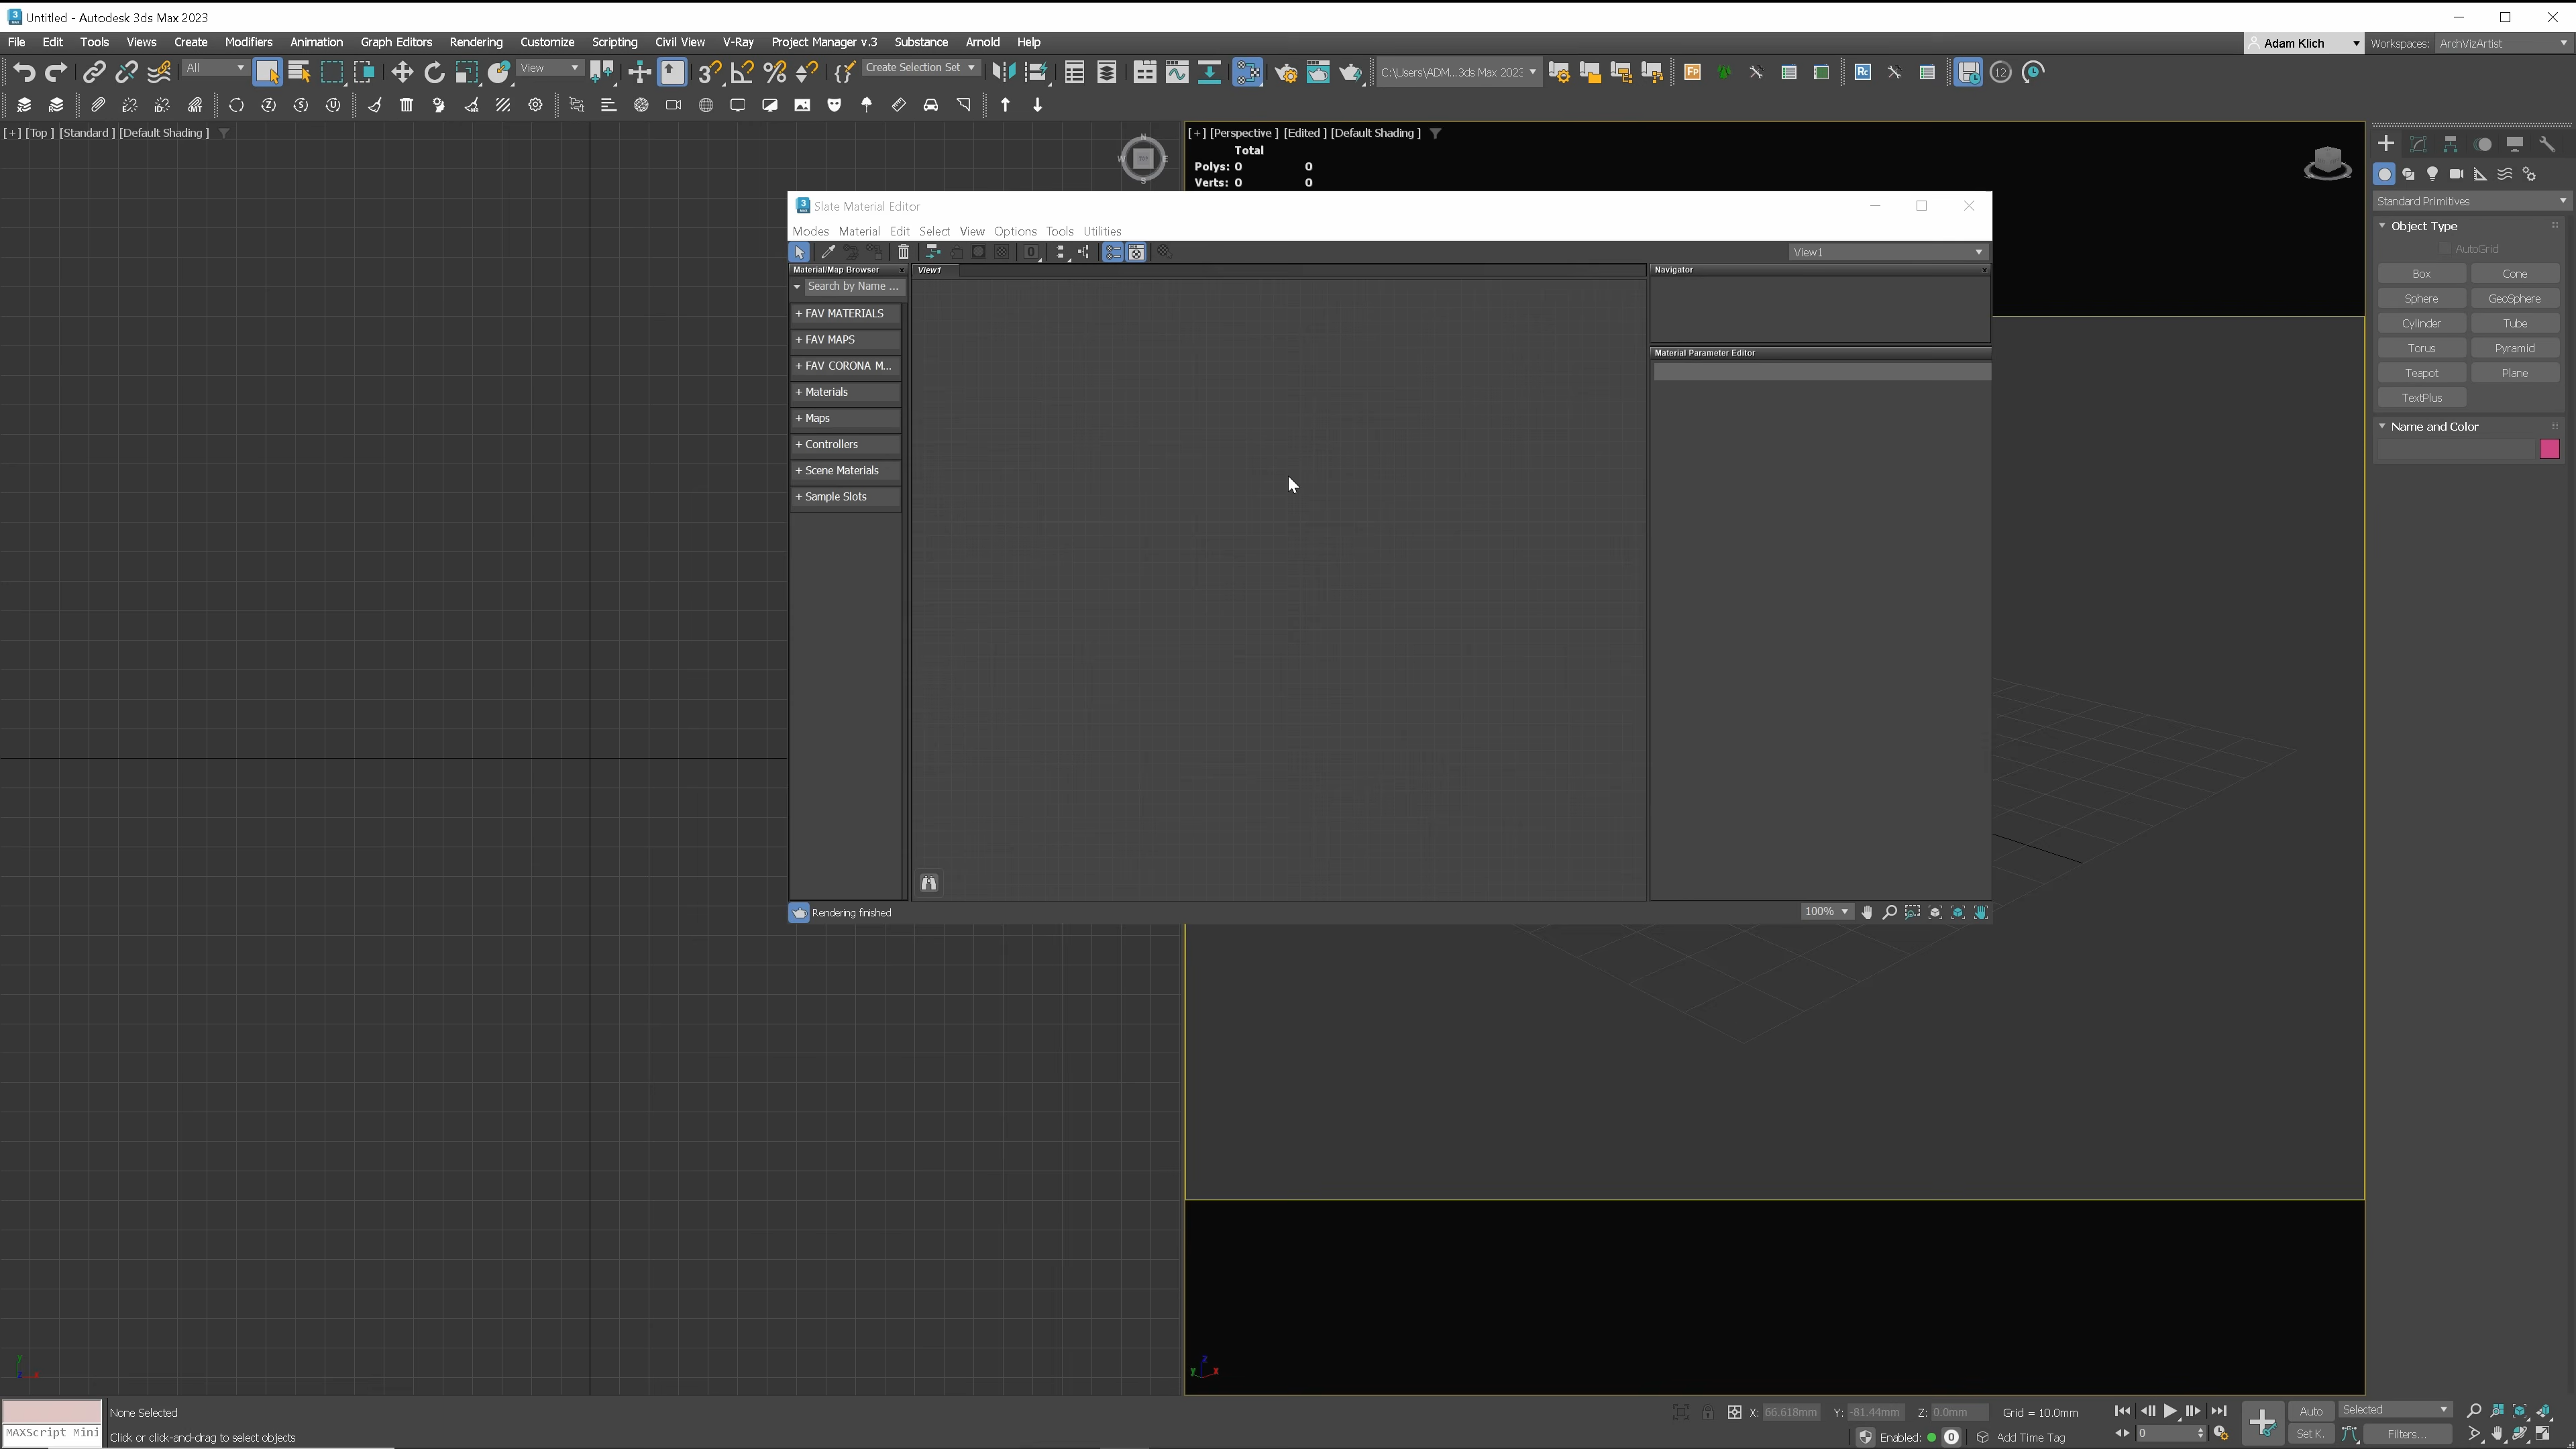 Untitled - Autodesk 3ds Max 2023
File Edit Tools Views Create Modifiers Animation Graph Editors Rendering Customize Scripting Civil View V-Ray Project Manager v.3 Substance Arnold Help
Adam Klich
Workspaces: ArchVizArtist
All
View
Create Selection Set
C:\Users\ADM...3ds Max 2023
Fp
Rc
12
[+] [Top ] [Standard ] [Default Shading ]
[+] [Perspective ] [Edited ] [Default Shading ]
Total
Polys: 0 0
Verts: 0 0
N
W
E
S
Slate Material Editor
Modes Material Edit Select View Options Tools Utilities
View1
Material/Map Browser
Search by Name ...
+ FAV MATERIALS
+ FAV MAPS
+ FAV CORONA M...
+ Materials
+ Maps
+ Controllers
+ Scene Materials
+ Sample Slots
View1
Navigator
Material Parameter Editor
Rendering finished
100%
Standard Primitives
Object Type
AutoGrid
Box Cone
Sphere GeoSphere
Cylinder Tube
Torus Pyramid
Teapot Plane
TextPlus
Name and Color
MAXScript Mini
None Selected
Click or click-and-drag to select objects
X: 66.618mm Y: -81.44mm Z: 0.0mm Grid = 10.0mm
Enabled: 0 Add Time Tag
0
Auto Selected
Set K. Filters...